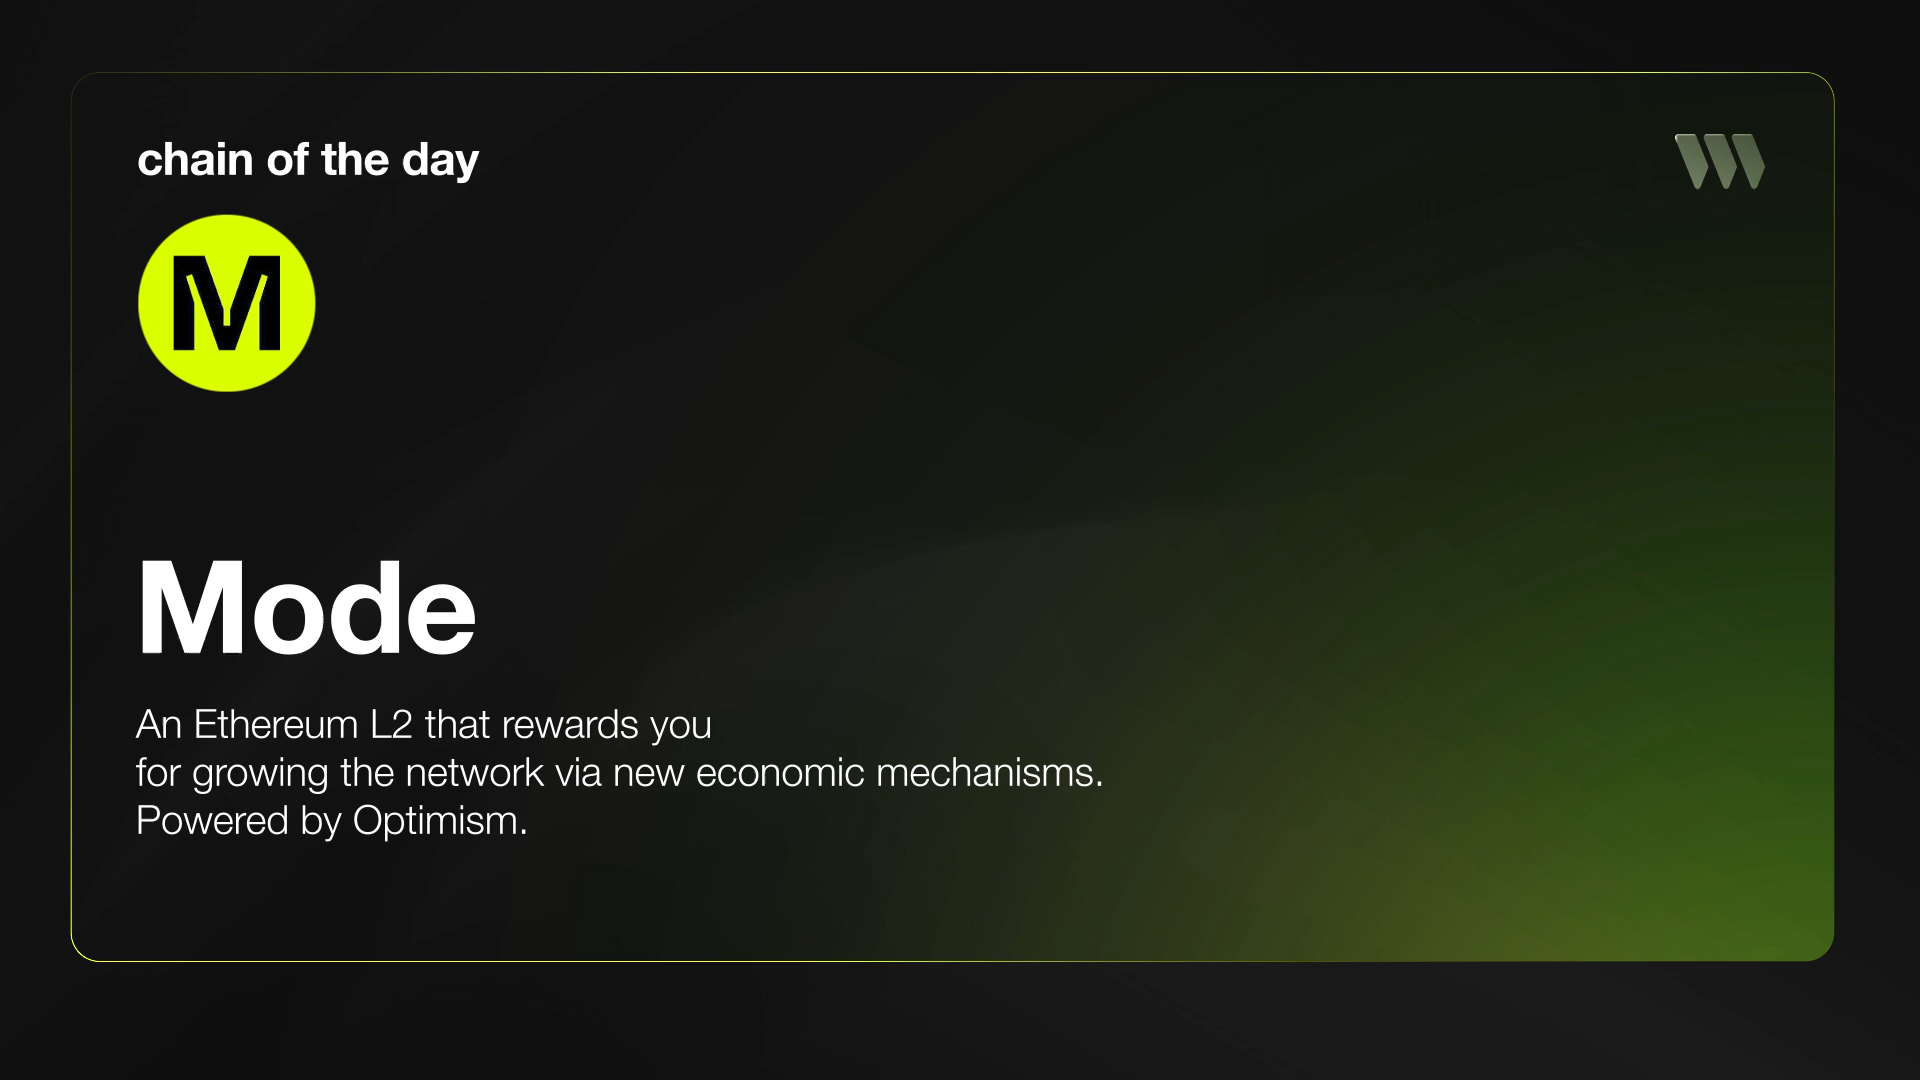 chain of the day
M
Mode
An Ethereum L2 that rewards you
for growing the network via new economic mechanisms.
Powered by Optimism.